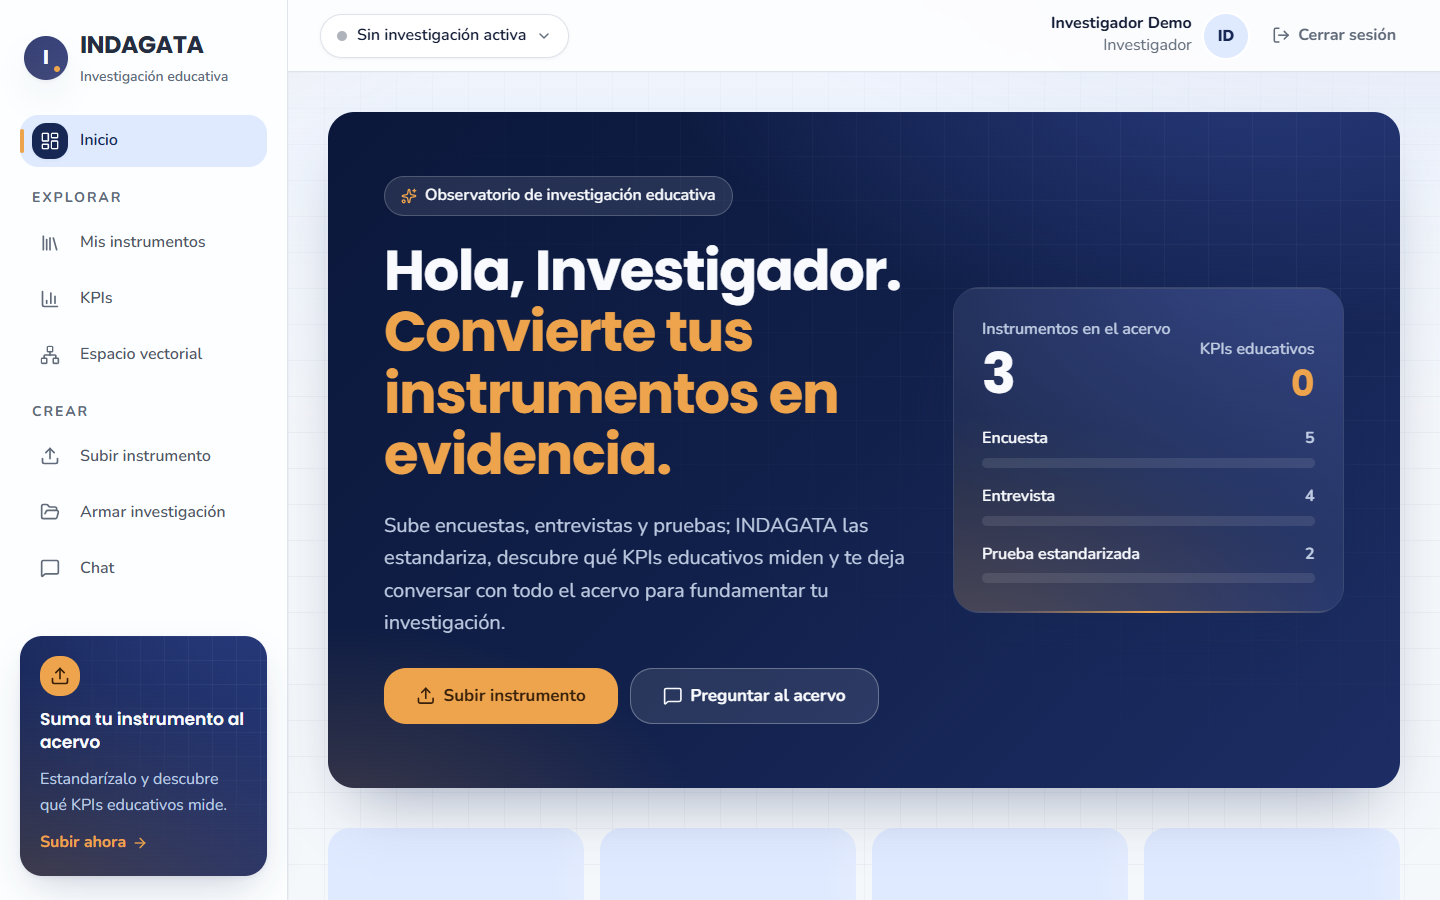 I
INDAGATA
Investigación educativa
Inicio
EXPLORAR
Mis instrumentos
KPIs
Espacio vectorial
CREAR
Subir instrumento
Armar investigación
Chat
Suma tu instrumento al
acervo
Estandarízalo y descubre
qué KPIs educativos mide.
Subir ahora
Sin investigación activa
Investigador Demo
Investigador
ID
Cerrar sesión
Observatorio de investigación educativa
Hola, Investigador.
Convierte tus
instrumentos en
evidencia.
Sube encuestas, entrevistas y pruebas; INDAGATA las
estandariza, descubre qué KPIs educativos miden y te deja
conversar con todo el acervo para fundamentar tu
investigación.
Subir instrumento
Preguntar al acervo
Instrumentos en el acervo
3
KPIs educativos
0
Encuesta 5
Entrevista 4
Prueba estandarizada 2